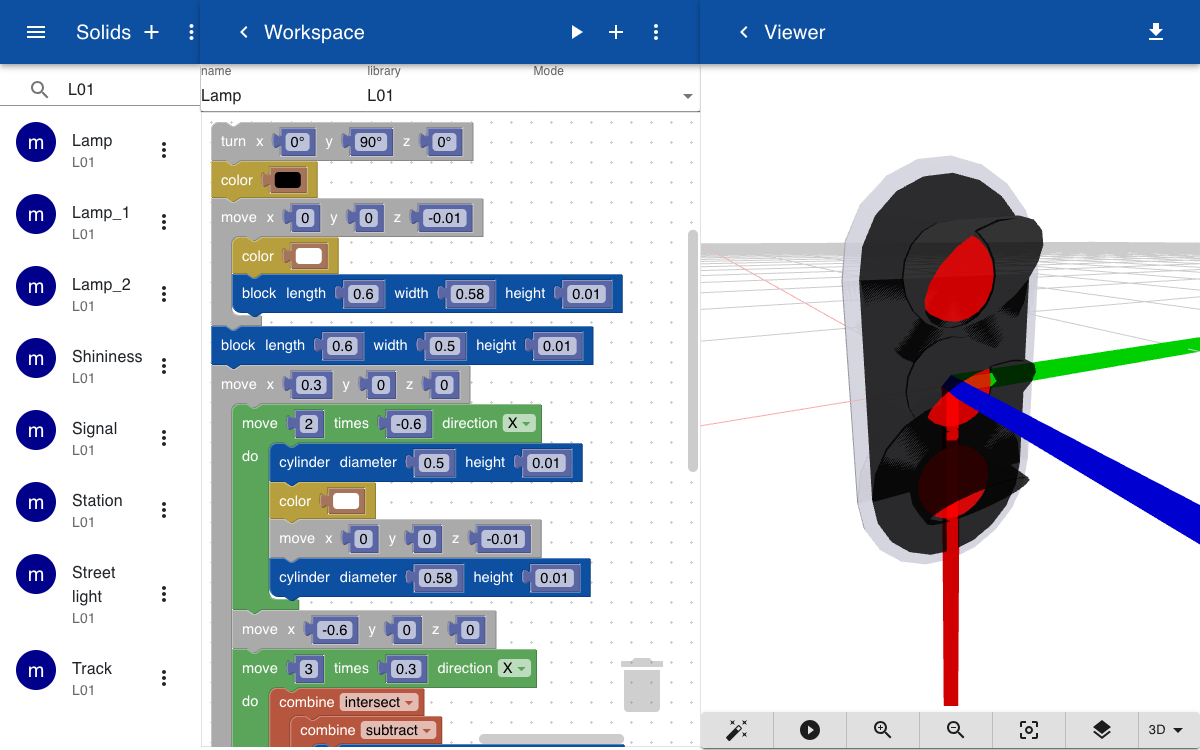 Solids
Workspace
Viewer
L01
name library Mode
Lamp L01
m Lamp
L01
m Lamp_1
L01
m Lamp_2
L01
m Shininess
L01
m Signal
L01
m Station
L01
m Street
light
L01
m Track
L01
turn x 0° y 90° z 0°
color
move x 0 y 0 z -0.01
color
block length 0.6 width 0.58 height 0.01
block length 0.6 width 0.5 height 0.01
move x 0.3 y 0 z 0
move 2 times -0.6 direction X
do cylinder diameter 0.5 height 0.01
color
move x 0 y 0 z -0.01
cylinder diameter 0.58 height 0.01
move x -0.6 y 0 z 0
move 3 times 0.3 direction X
do combine intersect
combine subtract
3D